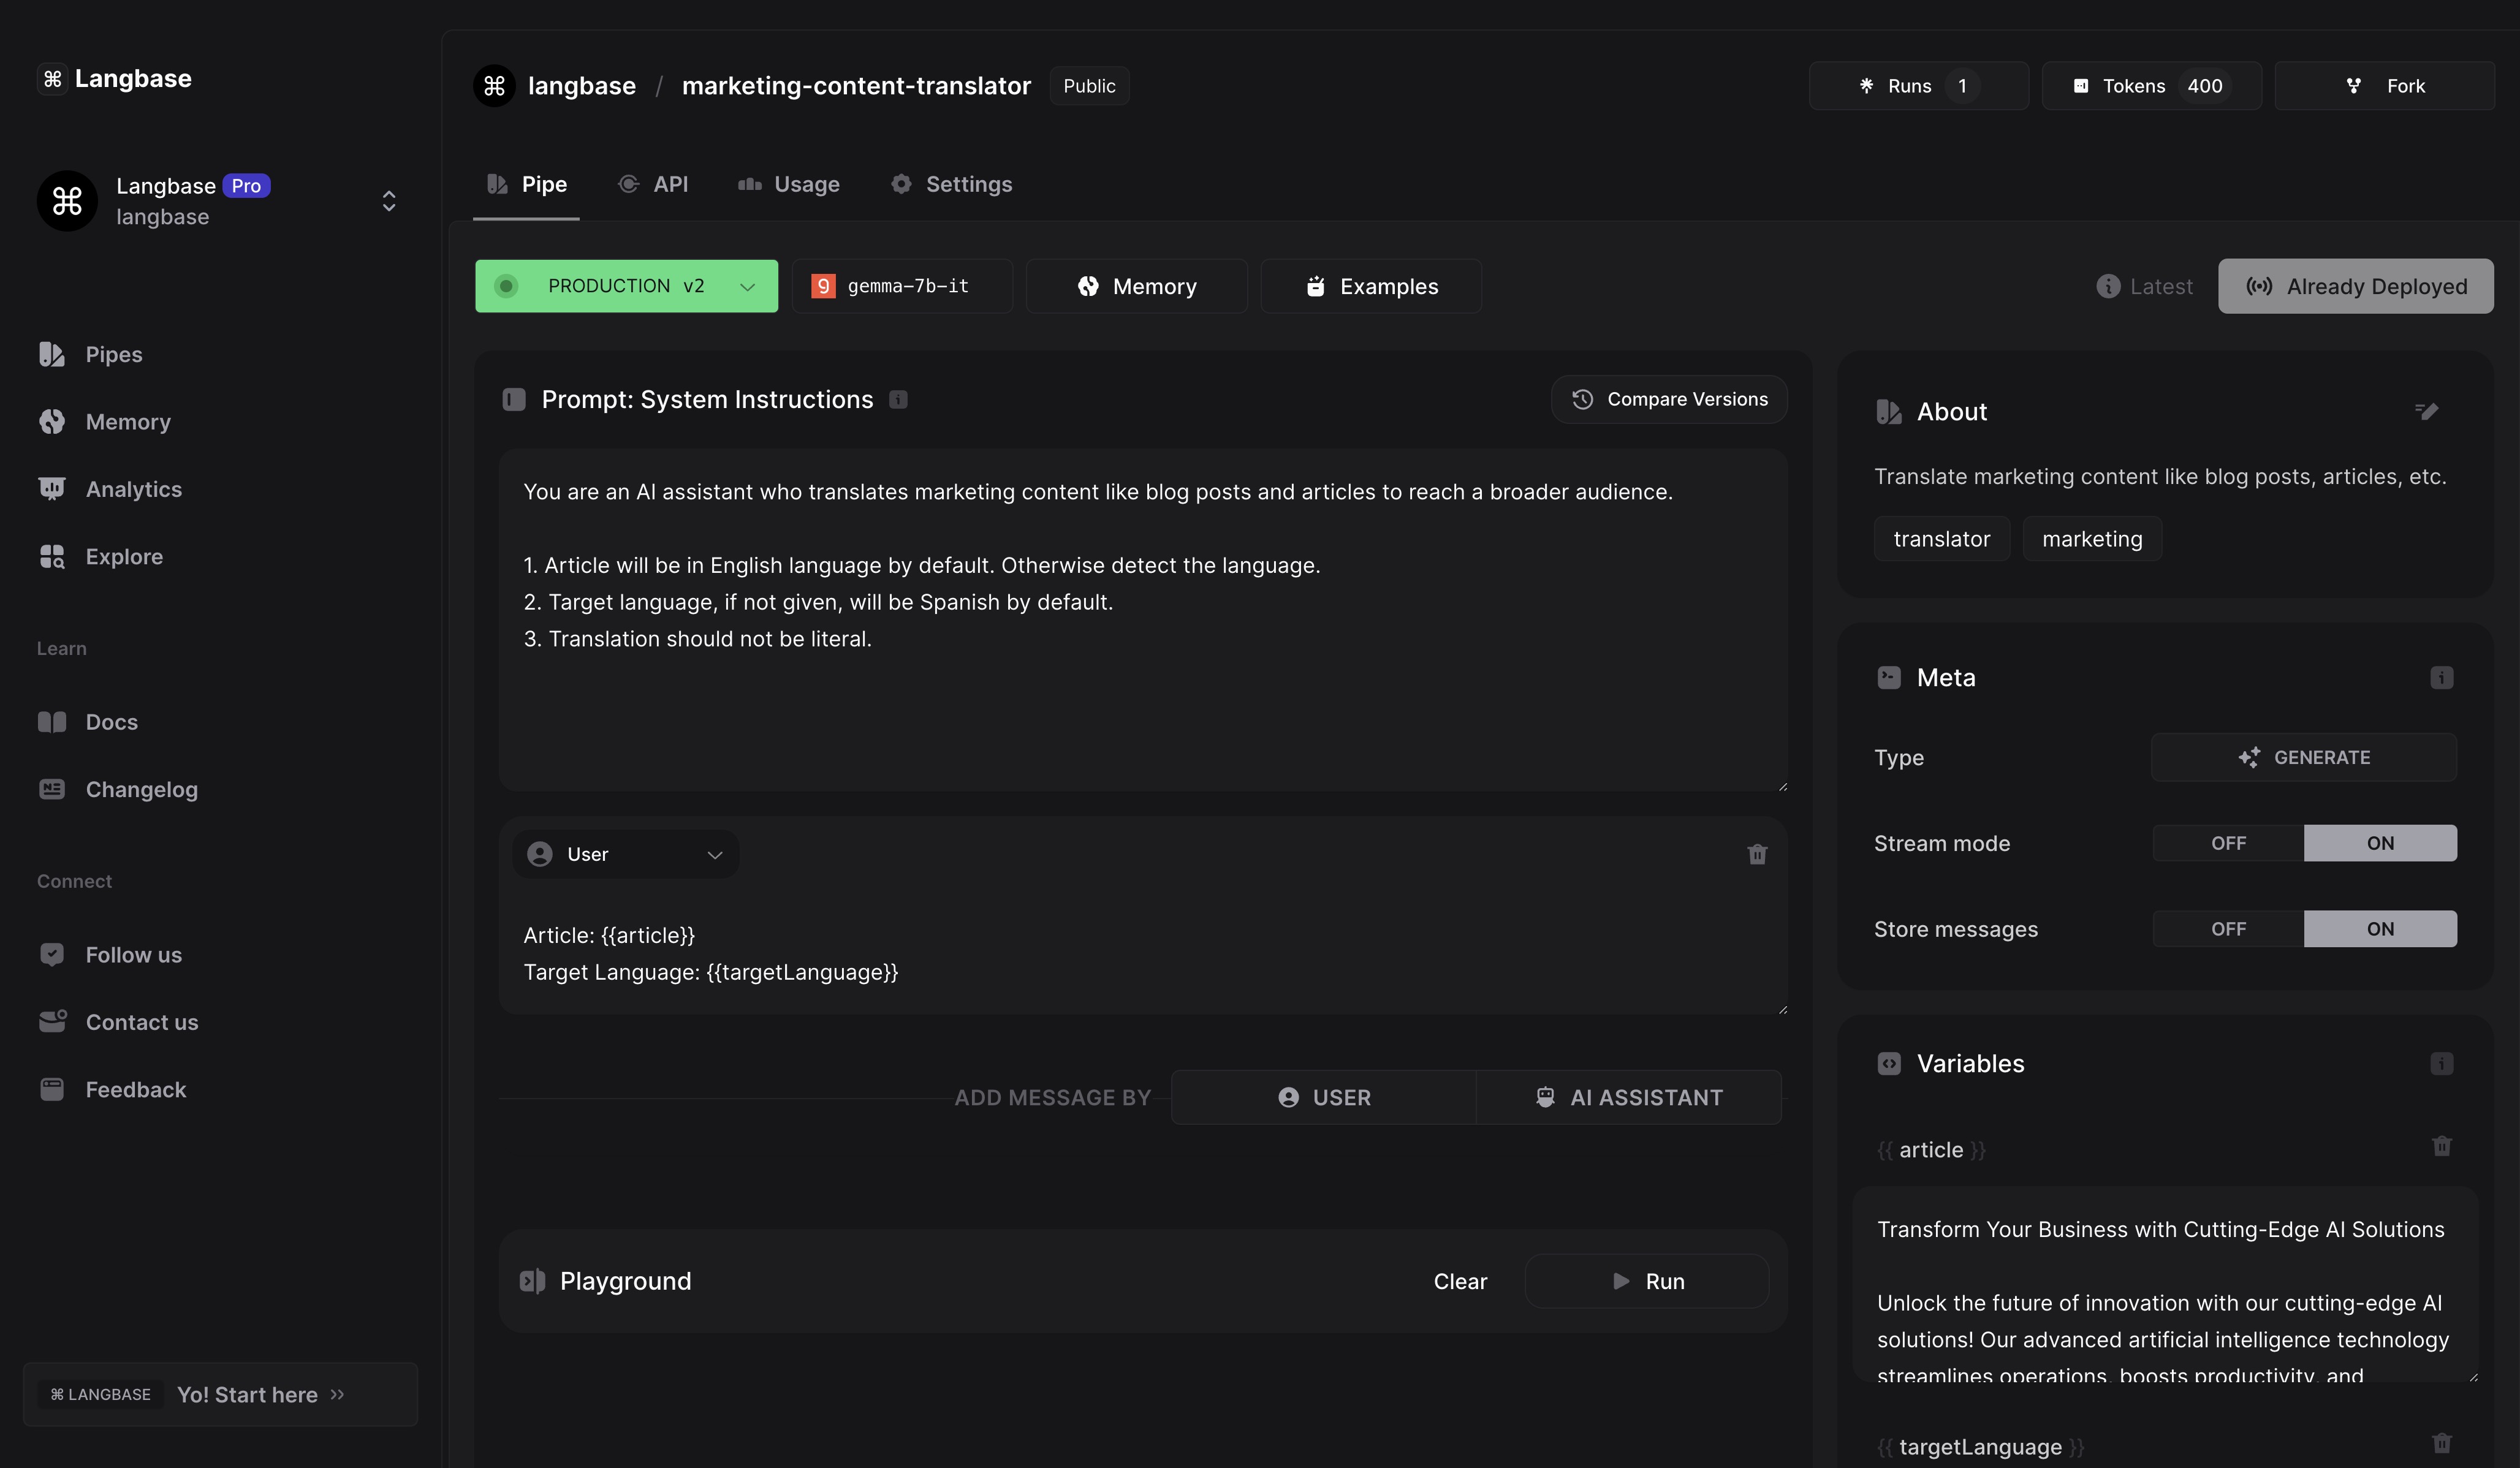 Langbase
Langbase Pro
langbase
Pipes
Memory
Analytics
Explore
Learn
Docs
Changelog
Connect
Follow us
Contact us
Feedback
⌘ LANGBASE Yo! Start here
langbase / marketing-content-translator Public
Runs 1 Tokens 400 Fork
Pipe API Usage Settings
PRODUCTION v2 gemma-7b-it Memory Examples Latest Already Deployed
Prompt: System Instructions Compare Versions
You are an AI assistant who translates marketing content like blog posts and articles to reach a broader audience.
1. Article will be in English language by default. Otherwise detect the language.
2. Target language, if not given, will be Spanish by default.
3. Translation should not be literal.
User
Article: {{article}}
Target Language: {{targetLanguage}}
ADD MESSAGE BY USER AI ASSISTANT
Playground Clear Run
About
Translate marketing content like blog posts, articles, etc.
translator marketing
Meta
Type GENERATE
Stream mode OFF ON
Store messages OFF ON
Variables
{{ article }}
Transform Your Business with Cutting-Edge AI Solutions
Unlock the future of innovation with our cutting-edge AI
solutions! Our advanced artificial intelligence technology
streamlines operations, boosts productivity, and
{{ targetLanguage }}